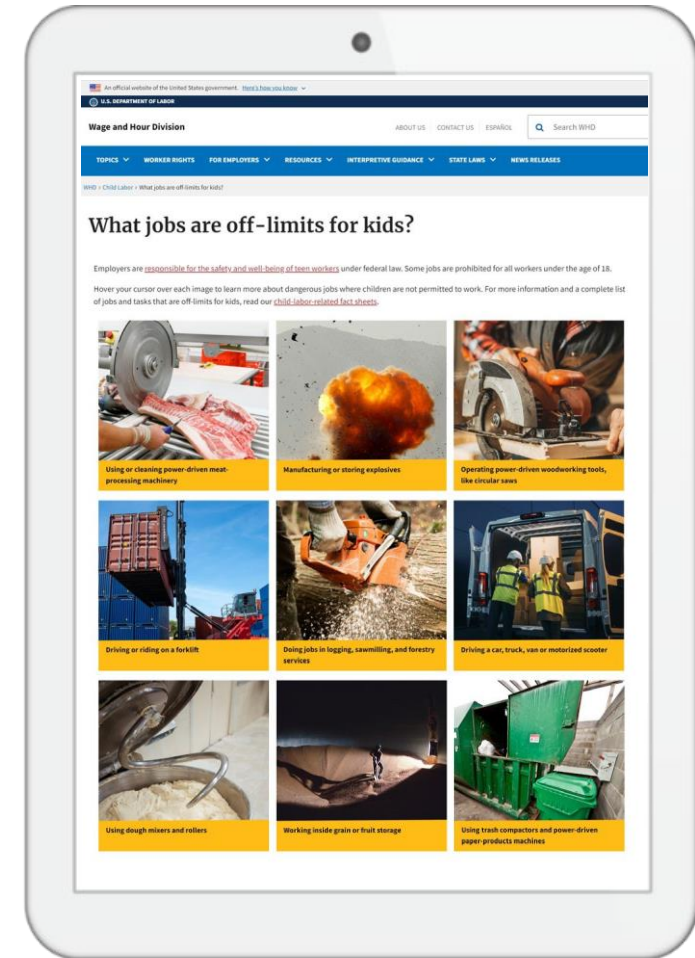 An official website of the United States government. Here's how you know
U.S. DEPARTMENT OF LABOR
Wage and Hour Division
ABOUT US CONTACT US ESPAÑOL Search WHD
TOPICS WORKER RIGHTS FOR EMPLOYERS RESOURCES INTERPRETIVE GUIDANCE STATE LAWS NEWS RELEASES
WHD › Child Labor › What jobs are off-limits for kids?
What jobs are off-limits for kids?
Employers are responsible for the safety and well-being of teen workers under federal law. Some jobs are prohibited for all workers under the age of 18.
Hover your cursor over each image to learn more about dangerous jobs where children are not permitted to work. For more information and a complete list
of jobs and tasks that are off-limits for kids, read our child-labor-related fact sheets.
Using or cleaning power-driven meat-
processing machinery
Manufacturing or storing explosives
Operating power-driven woodworking tools,
like circular saws
Driving or riding on a forklift
Doing jobs in logging, sawmilling, and forestry
services
Driving a car, truck, van or motorized scooter
Using dough mixers and rollers
Working inside grain or fruit storage
Using trash compactors and power-driven
paper-products machines